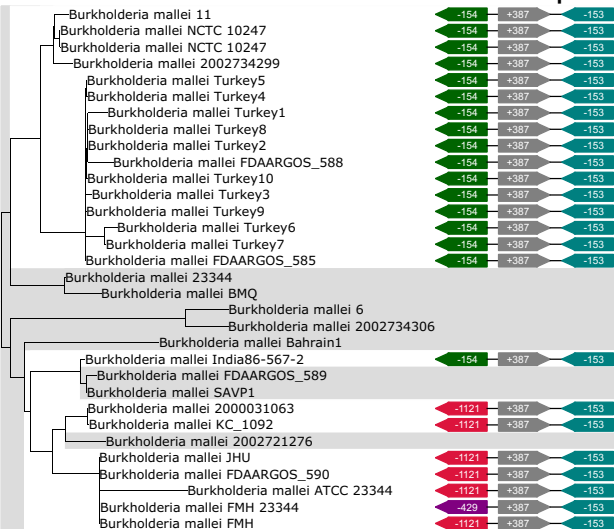 Burkholderia mallei 11 -154 +387 -153
Burkholderia mallei NCTC 10247 -154 +387 -153
Burkholderia mallei NCTC 10247 -154 +387 -153
Burkholderia mallei 2002734299 -154 +387 -153
Burkholderia mallei Turkey5 -154 +387 -153
Burkholderia mallei Turkey4 -154 +387 -153
Burkholderia mallei Turkey1 -154 +387 -153
Burkholderia mallei Turkey8 -154 +387 -153
Burkholderia mallei Turkey2 -154 +387 -153
Burkholderia mallei FDAARGOS_588 -154 +387 -153
Burkholderia mallei Turkey10 -154 +387 -153
Burkholderia mallei Turkey3 -154 +387 -153
Burkholderia mallei Turkey9 -154 +387 -153
Burkholderia mallei Turkey6 -154 +387 -153
Burkholderia mallei Turkey7 -154 +387 -153
Burkholderia mallei FDAARGOS_585 -154 +387 -153
Burkholderia mallei 23344
Burkholderia mallei BMQ
Burkholderia mallei 6
Burkholderia mallei 2002734306
Burkholderia mallei Bahrain1
Burkholderia mallei India86-567-2 -154 +387 -153
Burkholderia mallei FDAARGOS_589
Burkholderia mallei SAVP1
Burkholderia mallei 2000031063 -1121 +387 -153
Burkholderia mallei KC_1092 -1121 +387 -153
Burkholderia mallei 2002721276
Burkholderia mallei JHU -1121 +387 -153
Burkholderia mallei FDAARGOS_590 -1121 +387 -153
Burkholderia mallei ATCC 23344 -1121 +387 -153
Burkholderia mallei FMH 23344 -429 +387 -153
Burkholderia mallei FMH -1121 +387 -153